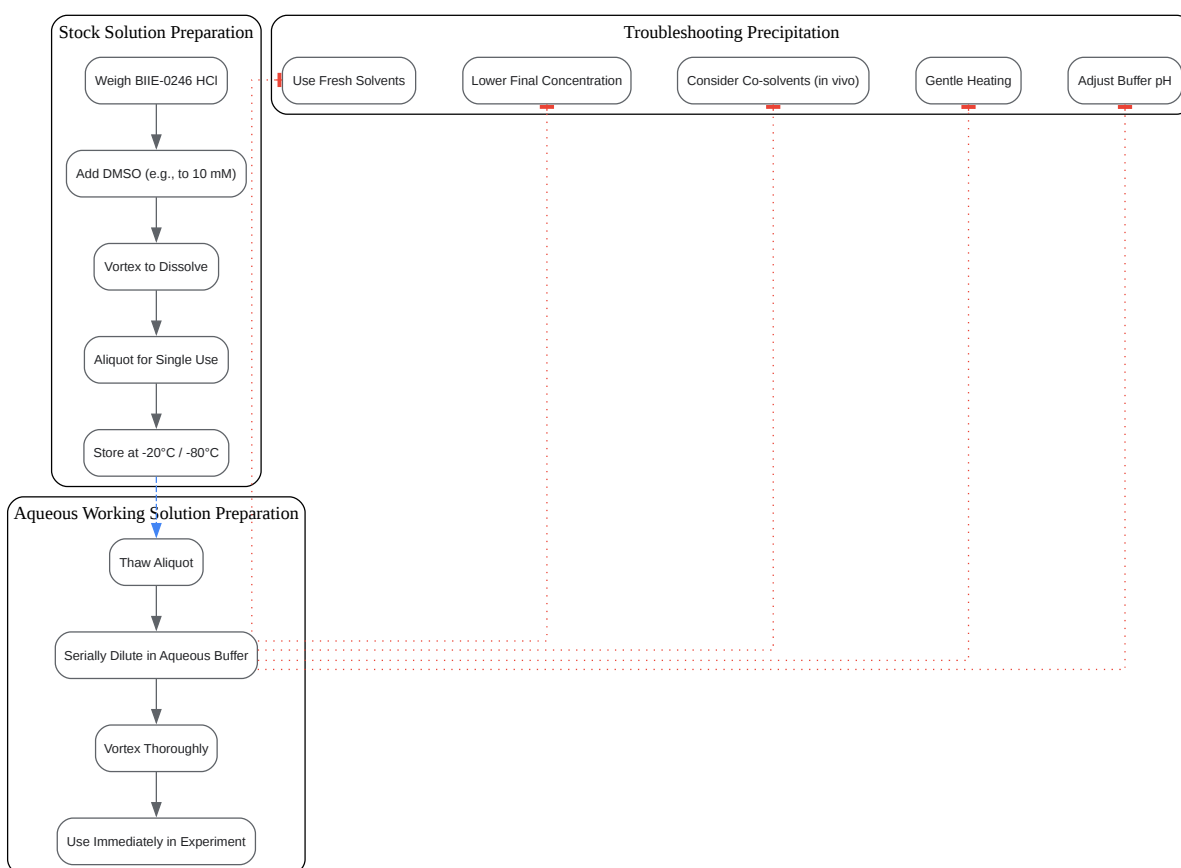 Stock Solution Preparation
Weigh BIIE-0246 HCl
Add DMSO (e.g., to 10 mM)
Vortex to Dissolve
Aliquot for Single Use
Store at -20°C / -80°C
Troubleshooting Precipitation
Use Fresh Solvents
Lower Final Concentration
Consider Co-solvents (in vivo)
Gentle Heating
Adjust Buffer pH
Aqueous Working Solution Preparation
Thaw Aliquot
Serially Dilute in Aqueous Buffer
Vortex Thoroughly
Use Immediately in Experiment